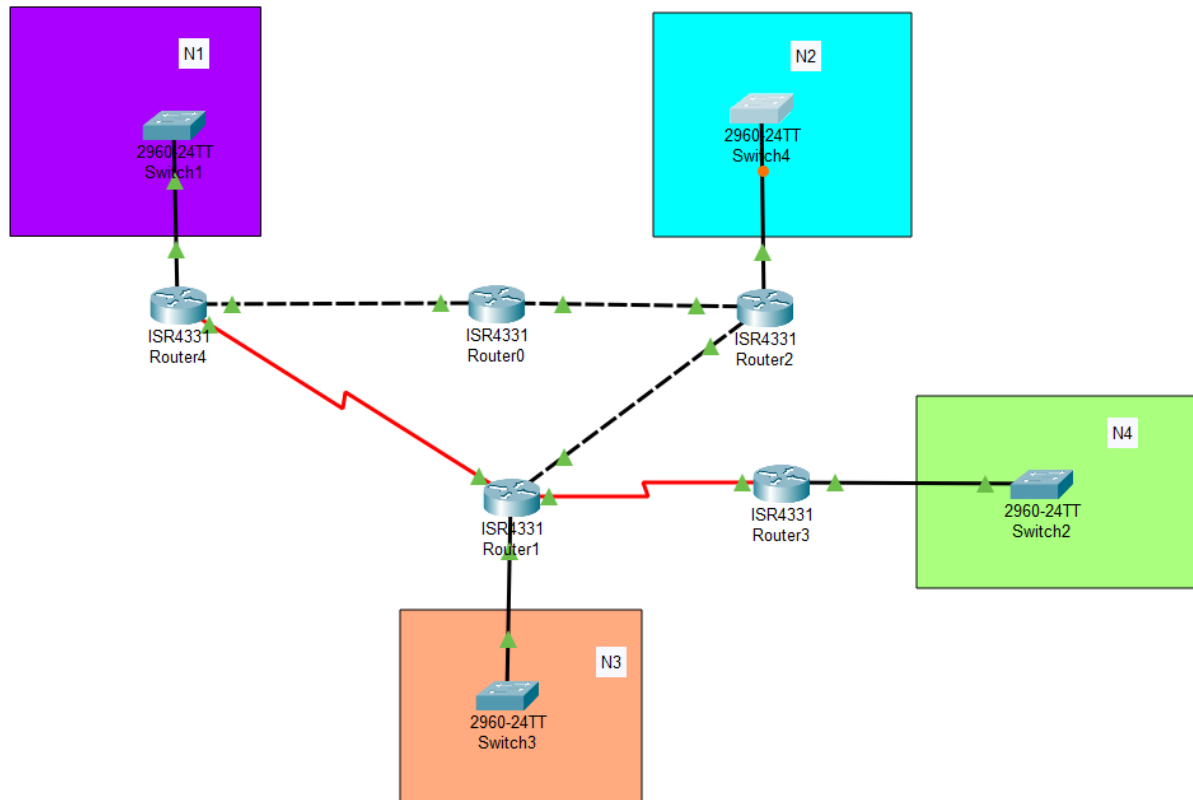 N1
2960-24TT
Switch1
N2
2960-24TT
Switch4
ISR4331
Router4
ISR4331
Router0
ISR4331
Router2
N4
2960-24TT
Switch2
ISR4331
Router3
ISR4331
Router1
N3
2960-24TT
Switch3